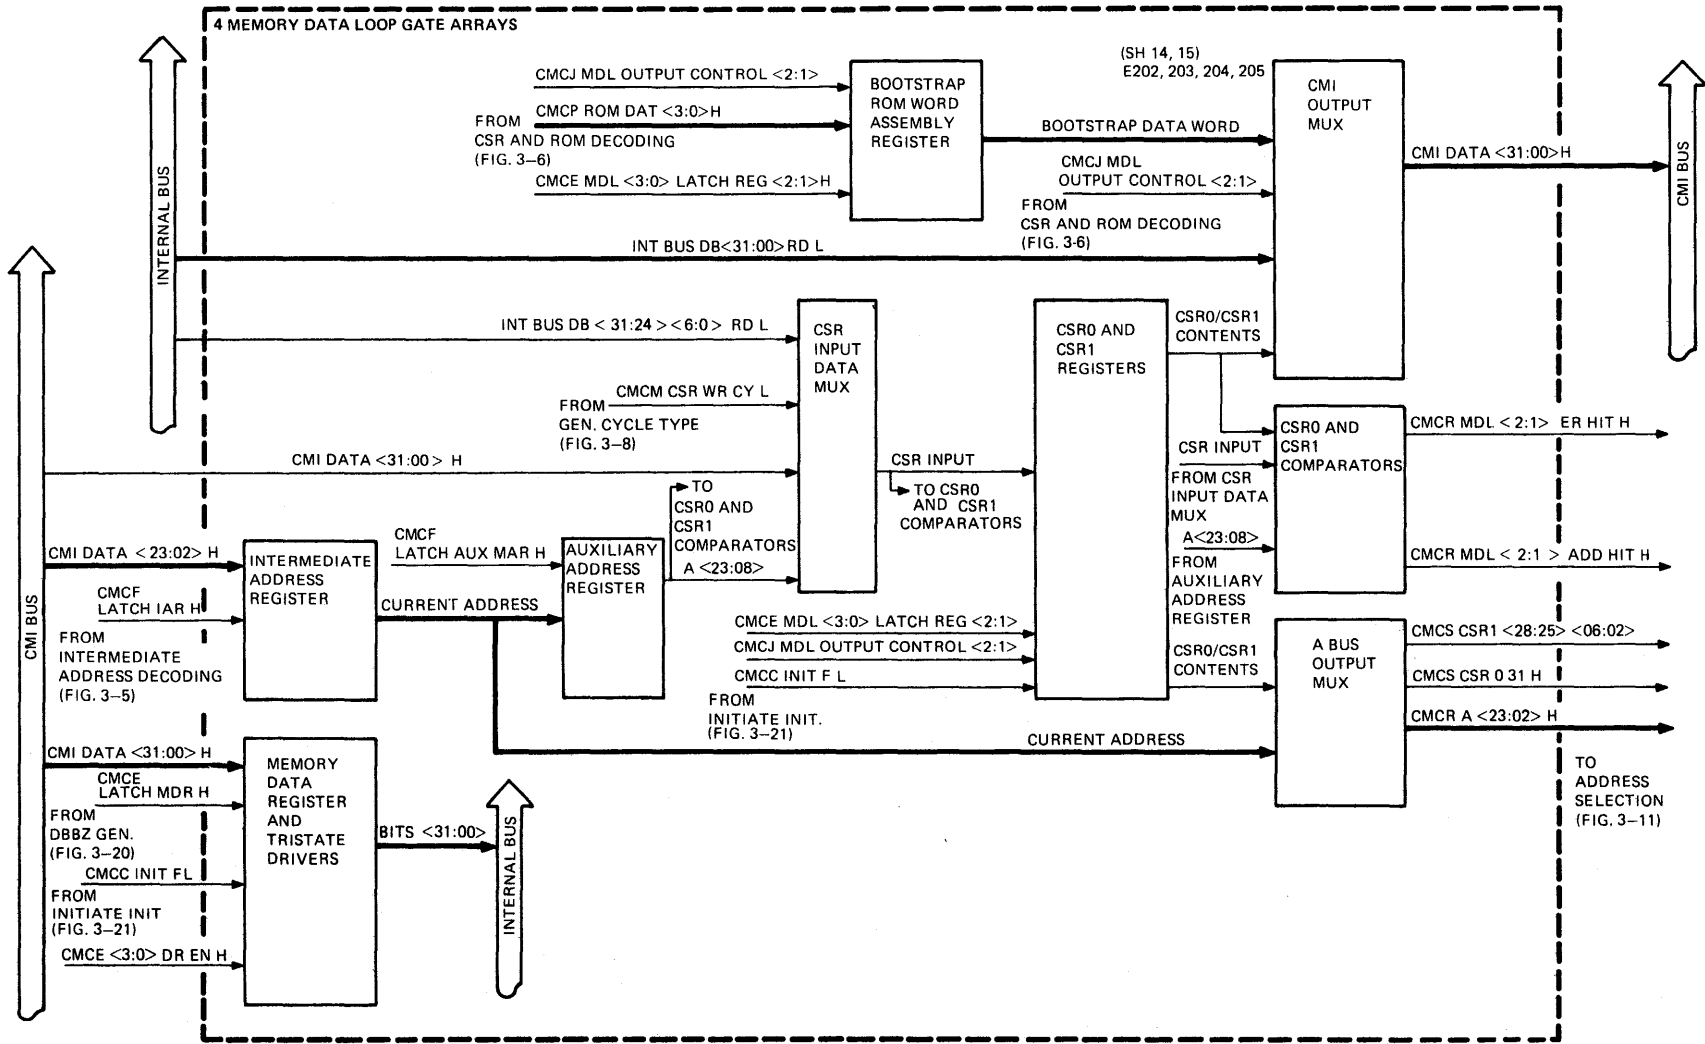 4 MEMORY DATA LOOP GATE ARRAYS
INTERNAL BUS
CMI BUS
CMCJ MDL OUTPUT CONTROL <2:1>
CMCP ROM DAT <3:0>H
FROM
CSR AND ROM DECODING
(FIG. 3–6)
CMCE MDL <3:0> LATCH REG <2:1>H
BOOTSTRAP
ROM WORD
ASSEMBLY
REGISTER
(SH 14, 15)
E202, 203, 204, 205
BOOTSTRAP DATA WORD
CMCJ MDL
OUTPUT CONTROL <2:1>
FROM
CSR AND ROM DECODING
(FIG. 3-6)
CMI
OUTPUT
MUX
CMI DATA <31:00>H
CMI BUS
INT BUS DB<31:00>RD L
INT BUS DB < 31:24 > <6:0> RD L
CMCM CSR WR CY L
FROM
GEN. CYCLE TYPE
(FIG. 3–8)
CMI DATA <31:00> H
CSR
INPUT
DATA
MUX
CSR INPUT
TO CSR0
AND CSR1
COMPARATORS
CSR0 AND
CSR1
REGISTERS
CSR0/CSR1
CONTENTS
CSR0 AND
CSR1
COMPARATORS
CSR INPUT
FROM CSR
INPUT DATA
MUX
A<23:08>
FROM
AUXILIARY
ADDRESS
REGISTER
CMCR MDL < 2:1> ER HIT H
CMCR MDL < 2:1 > ADD HIT H
CMI DATA < 23:02> H
CMCF
LATCH IAR H
FROM
INTERMEDIATE
ADDRESS DECODING
(FIG. 3–5)
INTERMEDIATE
ADDRESS
REGISTER
CURRENT ADDRESS
CMCF
LATCH AUX MAR H
AUXILIARY
ADDRESS
REGISTER
TO
CSR0 AND
CSR1
COMPARATORS
A <23:08>
CMCE MDL <3:0> LATCH REG <2:1>
CMCJ MDL OUTPUT CONTROL <2:1>
CMCC INIT F L
FROM
INITIATE INIT.
(FIG. 3–21)
CSR0/CSR1
CONTENTS
CURRENT ADDRESS
A BUS
OUTPUT
MUX
CMCS CSR1 <28:25> <06:02>
CMCS CSR 0 31 H
CMCR A <23:02> H
TO
ADDRESS
SELECTION
(FIG. 3–11)
CMI DATA <31:00> H
CMCE
LATCH MDR H
FROM
DBBZ GEN.
(FIG. 3–20)
CMCC INIT FL
FROM
INITIATE INIT
(FIG. 3–21)
CMCE <3:0> DR EN H
MEMORY
DATA
REGISTER
AND
TRISTATE
DRIVERS
BITS <31:00>
INTERNAL BUS